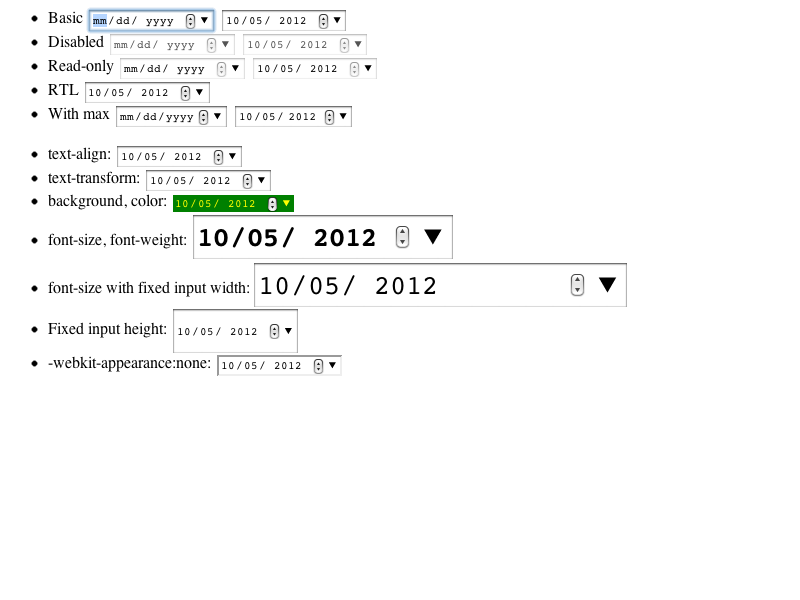 Basic mm/dd/ yyyy 10/05/ 2012
Disabled mm/dd/ yyyy 10/05/ 2012
Read-only mm/dd/ yyyy 10/05/ 2012
RTL 10/05/ 2012
With max mm/dd/yyyy 10/05/2012
text-align: 10/05/ 2012
text-transform: 10/05/ 2012
background, color: 10/05/ 2012
font-size, font-weight: 10/05/ 2012
font-size with fixed input width: 10/05/ 2012
Fixed input height: 10/05/ 2012
-webkit-appearance:none: 10/05/ 2012